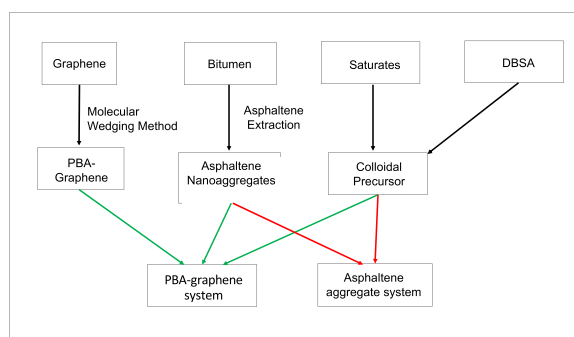 Graphene
Bitumen
Saturates
DBSA
Molecular
Wedging Method
Asphaltene
Extraction
PBA-
Graphene
Asphaltene
Nanoaggregates
Colloidal
Precursor
PBA-graphene
system
Asphaltene
aggregate system